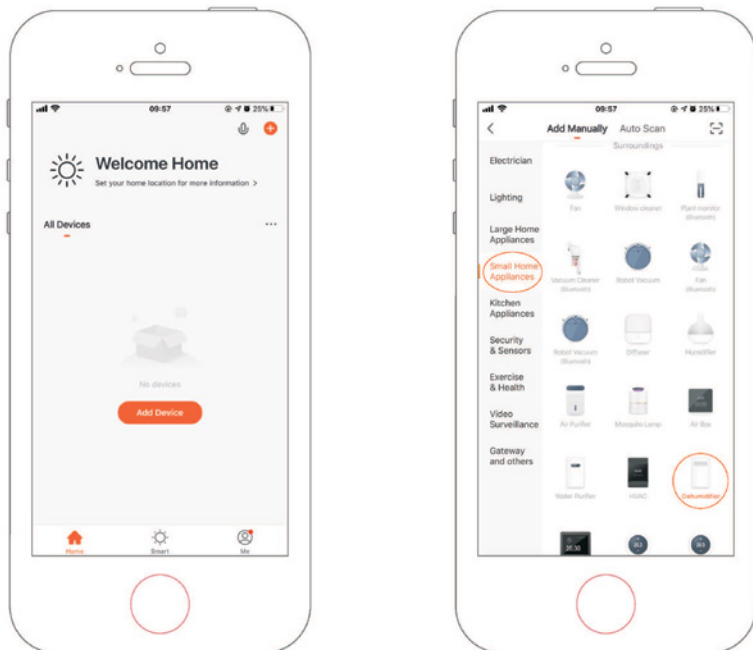 09:57
25%
Welcome Home
Set your home location for more information >
All Devices
...
No devices
Add Device
Home
Smart
Me
09:57
25%
<
Add Manually
Auto Scan
Surroundings
Electrician
Lighting
Large Home
Appliances
Small Home
Appliances
Kitchen
Appliances
Security
& Sensors
Exercise
& Health
Video
Surveillance
Gateway
and others
Fan
Window cleaner
Plant monitor
(Bluetooth)
Vacuum Cleaner
(Bluetooth)
Robot Vacuum
Fan
(Bluetooth)
Robot Vacuum
(Bluetooth)
Diffuser
Humidifier
Air Purifier
Mosquito Lamp
Air Box
Water Purifier
HVAC
Dehumidifier